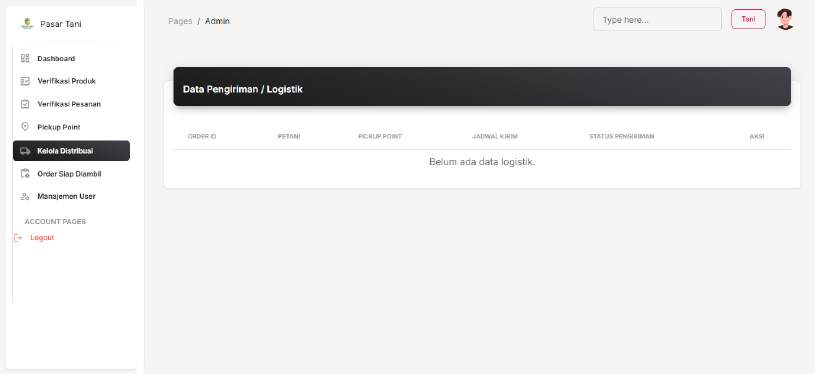 Pasar Tani
Dashboard
Verifikasi Produk
Verifikasi Pesanan
Pickup Point
Kelola Distribusi
Order Siap Diambil
Manajemen User
ACCOUNT PAGES
Logout
Pages / Admin
Type here...
Tani
Data Pengiriman / Logistik
ORDER ID PETANI PICKUP POINT JADWAL KIRIM STATUS PENGIRIMAN AKSI
Belum ada data logistik.